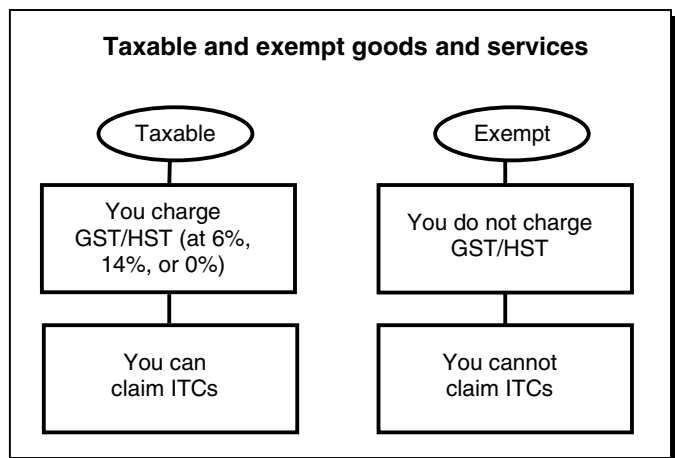 Taxable and exempt goods and services
Taxable
You charge
GST/HST (at 6%,
14%, or 0%)
You can
claim ITCs
Exempt
You do not charge
GST/HST
You cannot
claim ITCs